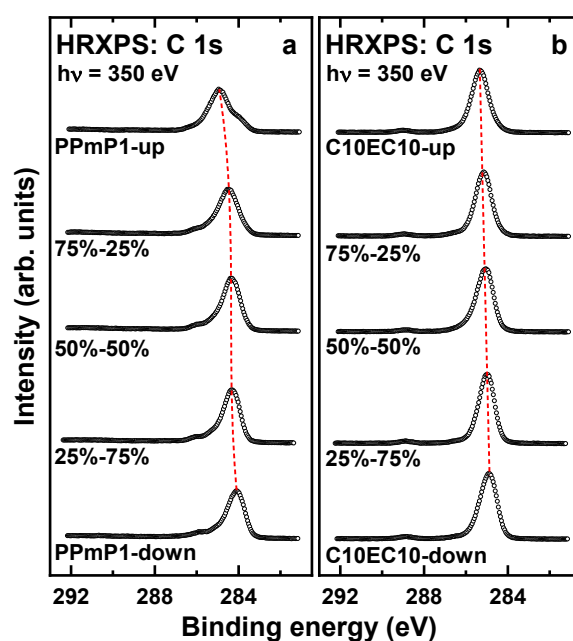 Intensity (arb. units)
HRXPS: C 1s a
hν = 350 eV
PPmP1-up
75%-25%
50%-50%
25%-75%
PPmP1-down
292 288 284
HRXPS: C 1s b
hν = 350 eV
C10EC10-up
75%-25%
50%-50%
25%-75%
C10EC10-down
292 288 284
Binding energy (eV)